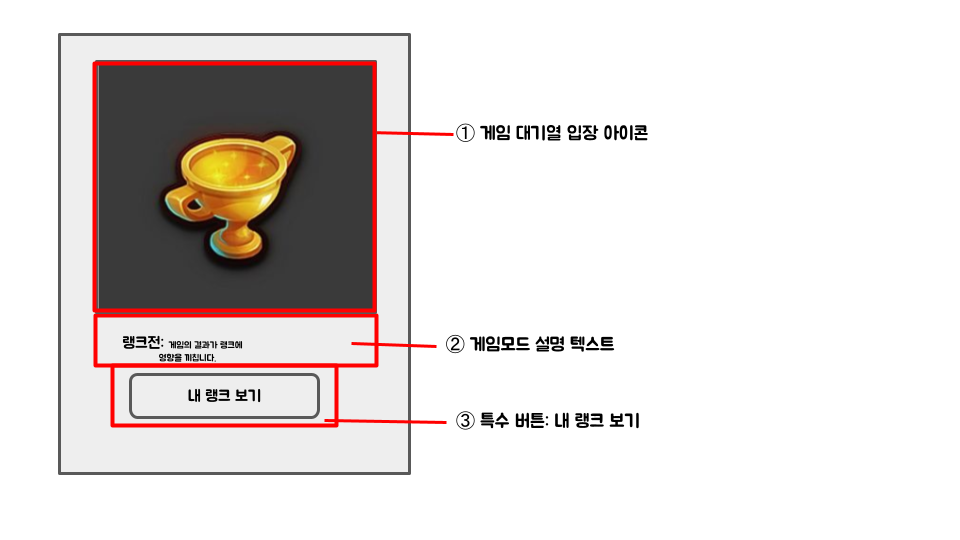 ① 게임 대기열 입장 아이콘
랭크전: 게임의 결과가 랭크에
영향을 끼칩니다.
② 게임모드 설명 텍스트
내 랭크 보기
③ 특수 버튼: 내 랭크 보기